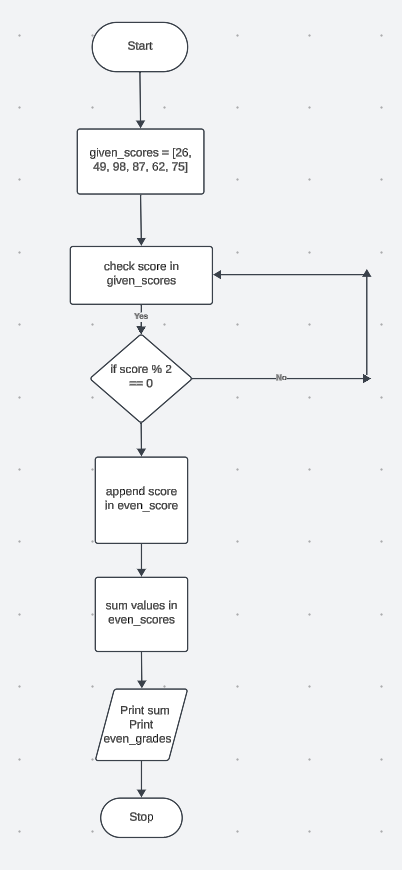 Start
given_scores = [26,
49, 98, 87, 62, 75]
check score in
given_scores
Yes
if score % 2
== 0
No
append score
in even_score
sum values in
even_scores
Print sum
Print
even_grades
Stop